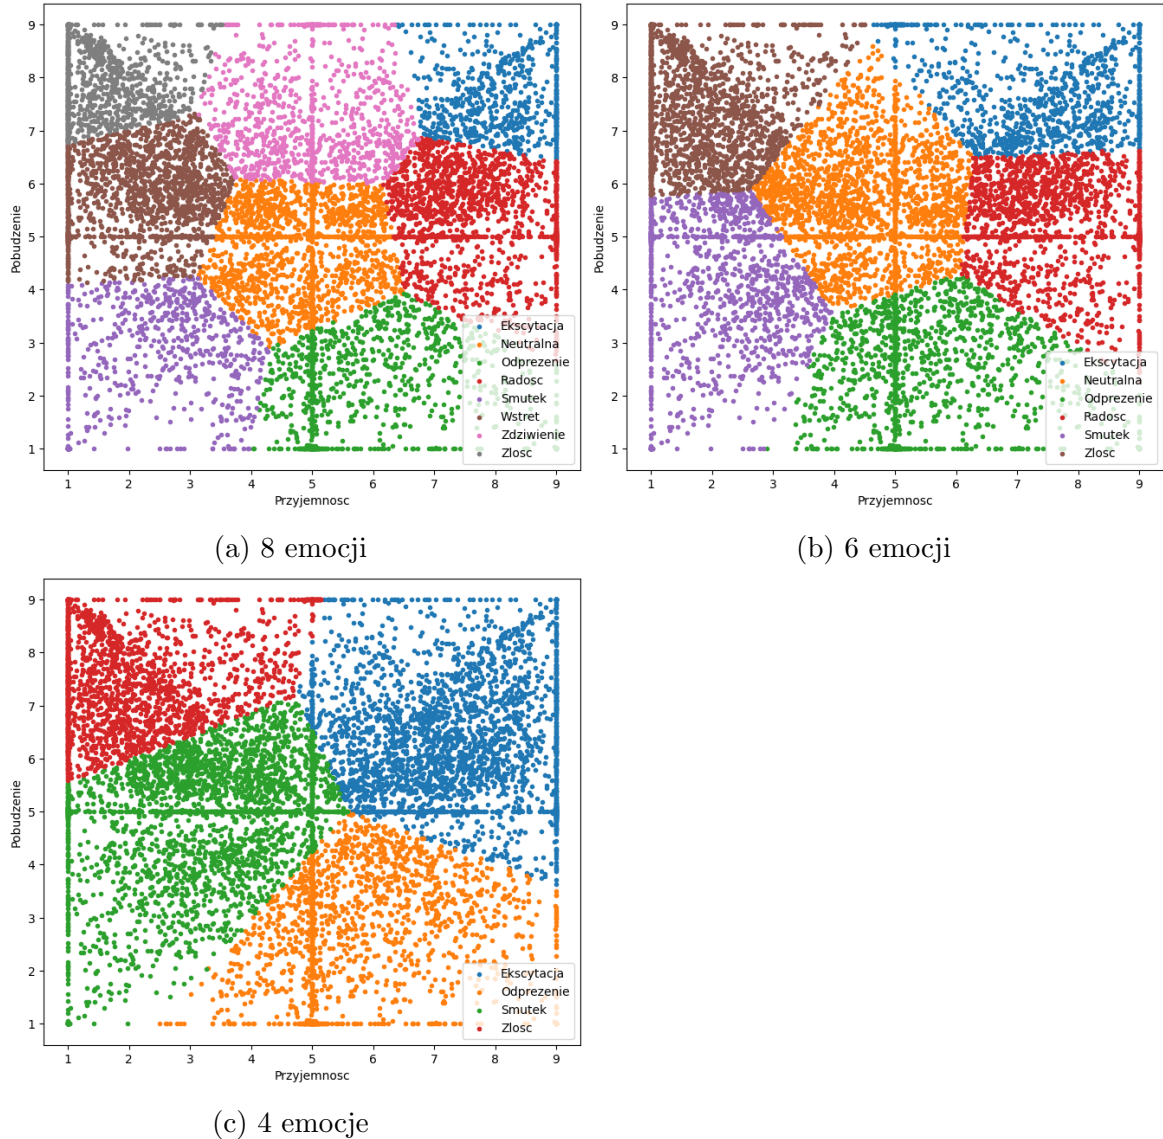 9
8
7
6
5
4
3
2
1
Pobudzenie
1 2 3 4 5 6 7 8 9
Przyjemnosc
Ekscytacja
Neutralna
Odprezenie
Radosc
Smutek
Wstret
Zdziwienie
Zlosc
(a) 8 emocji
9
8
7
6
5
4
3
2
1
Pobudzenie
1 2 3 4 5 6 7 8 9
Przyjemnosc
Ekscytacja
Neutralna
Odprezenie
Radosc
Smutek
Zlosc
(b) 6 emocji
9
8
7
6
5
4
3
2
1
Pobudzenie
1 2 3 4 5 6 7 8 9
Przyjemnosc
Ekscytacja
Odprezenie
Smutek
Zlosc
(c) 4 emocje